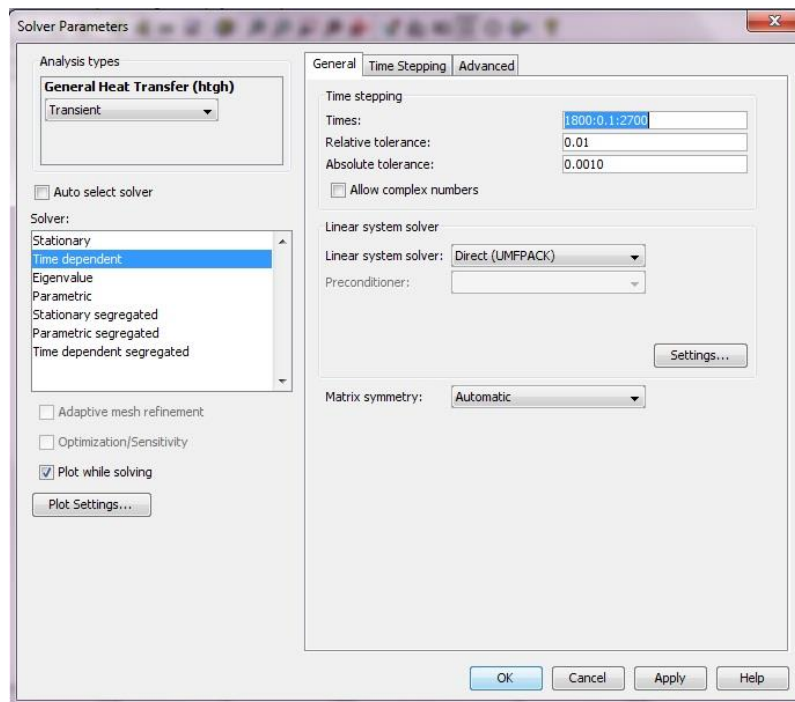 Solver Parameters
Analysis types
General Heat Transfer (htgh)
Transient
Auto select solver
Solver:
Stationary
Time dependent
Eigenvalue
Parametric
Stationary segregated
Parametric segregated
Time dependent segregated
Adaptive mesh refinement
Optimization/Sensitivity
Plot while solving
Plot Settings...
General Time Stepping Advanced
Time stepping
Times: 1800:0.1:2700
Relative tolerance: 0.01
Absolute tolerance: 0.0010
Allow complex numbers
Linear system solver
Linear system solver: Direct (UMFPACK)
Preconditioner:
Settings...
Matrix symmetry: Automatic
OK Cancel Apply Help